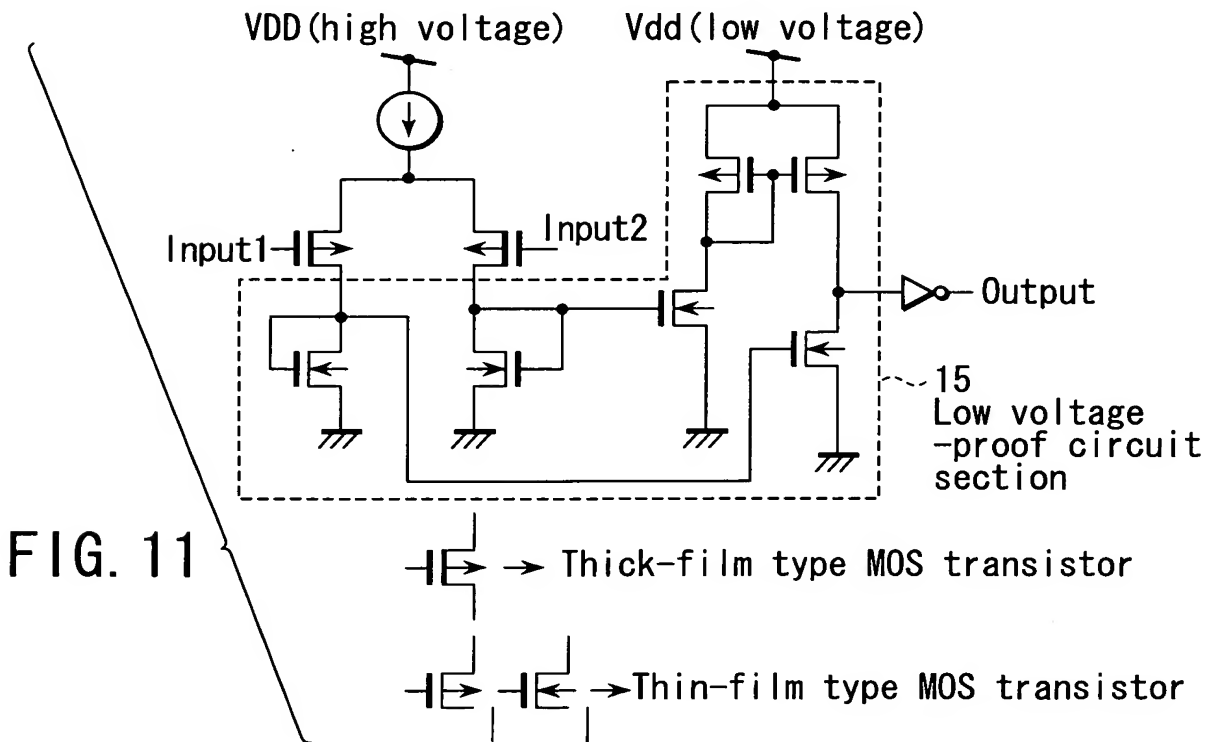 VDD(high voltage)
Vdd(low voltage)
Input1
Input2
Output
15
Low voltage
-proof circuit
section
FIG. 11
Thick-film type MOS transistor
Thin-film type MOS transistor